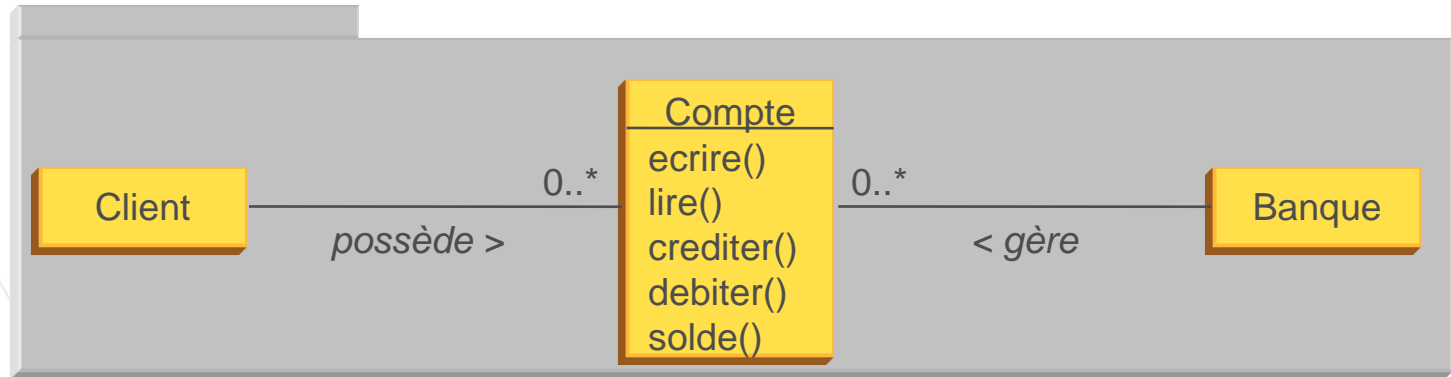 Client
possède >
0..*
Compte
ecrire()
lire()
crediter()
debiter()
solde()
0..*
< gère
Banque